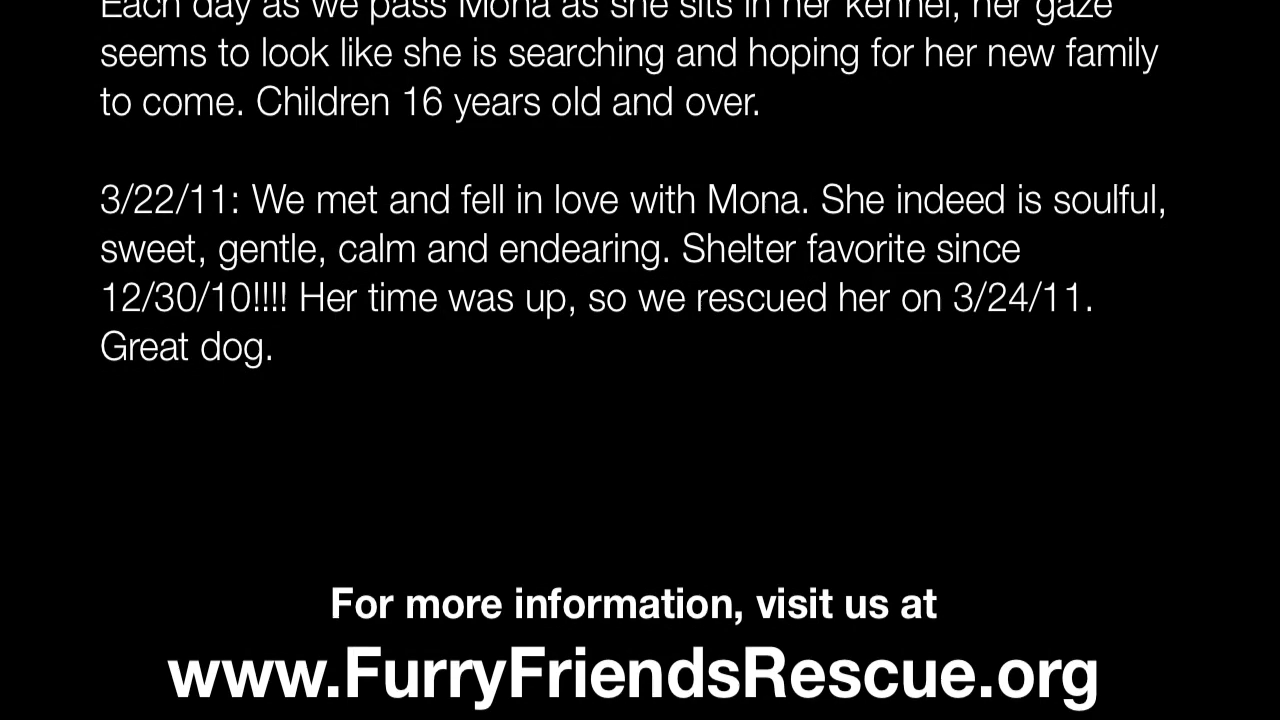 Each day as we pass Mona as she sits in her kennel, her gaze
seems to look like she is searching and hoping for her new family
to come. Children 16 years old and over.
3/22/11: We met and fell in love with Mona. She indeed is soulful,
sweet, gentle, calm and endearing. Shelter favorite since
12/30/10!!!! Her time was up, so we rescued her on 3/24/11.
Great dog.
For more information, visit us at
www.FurryFriendsRescue.org